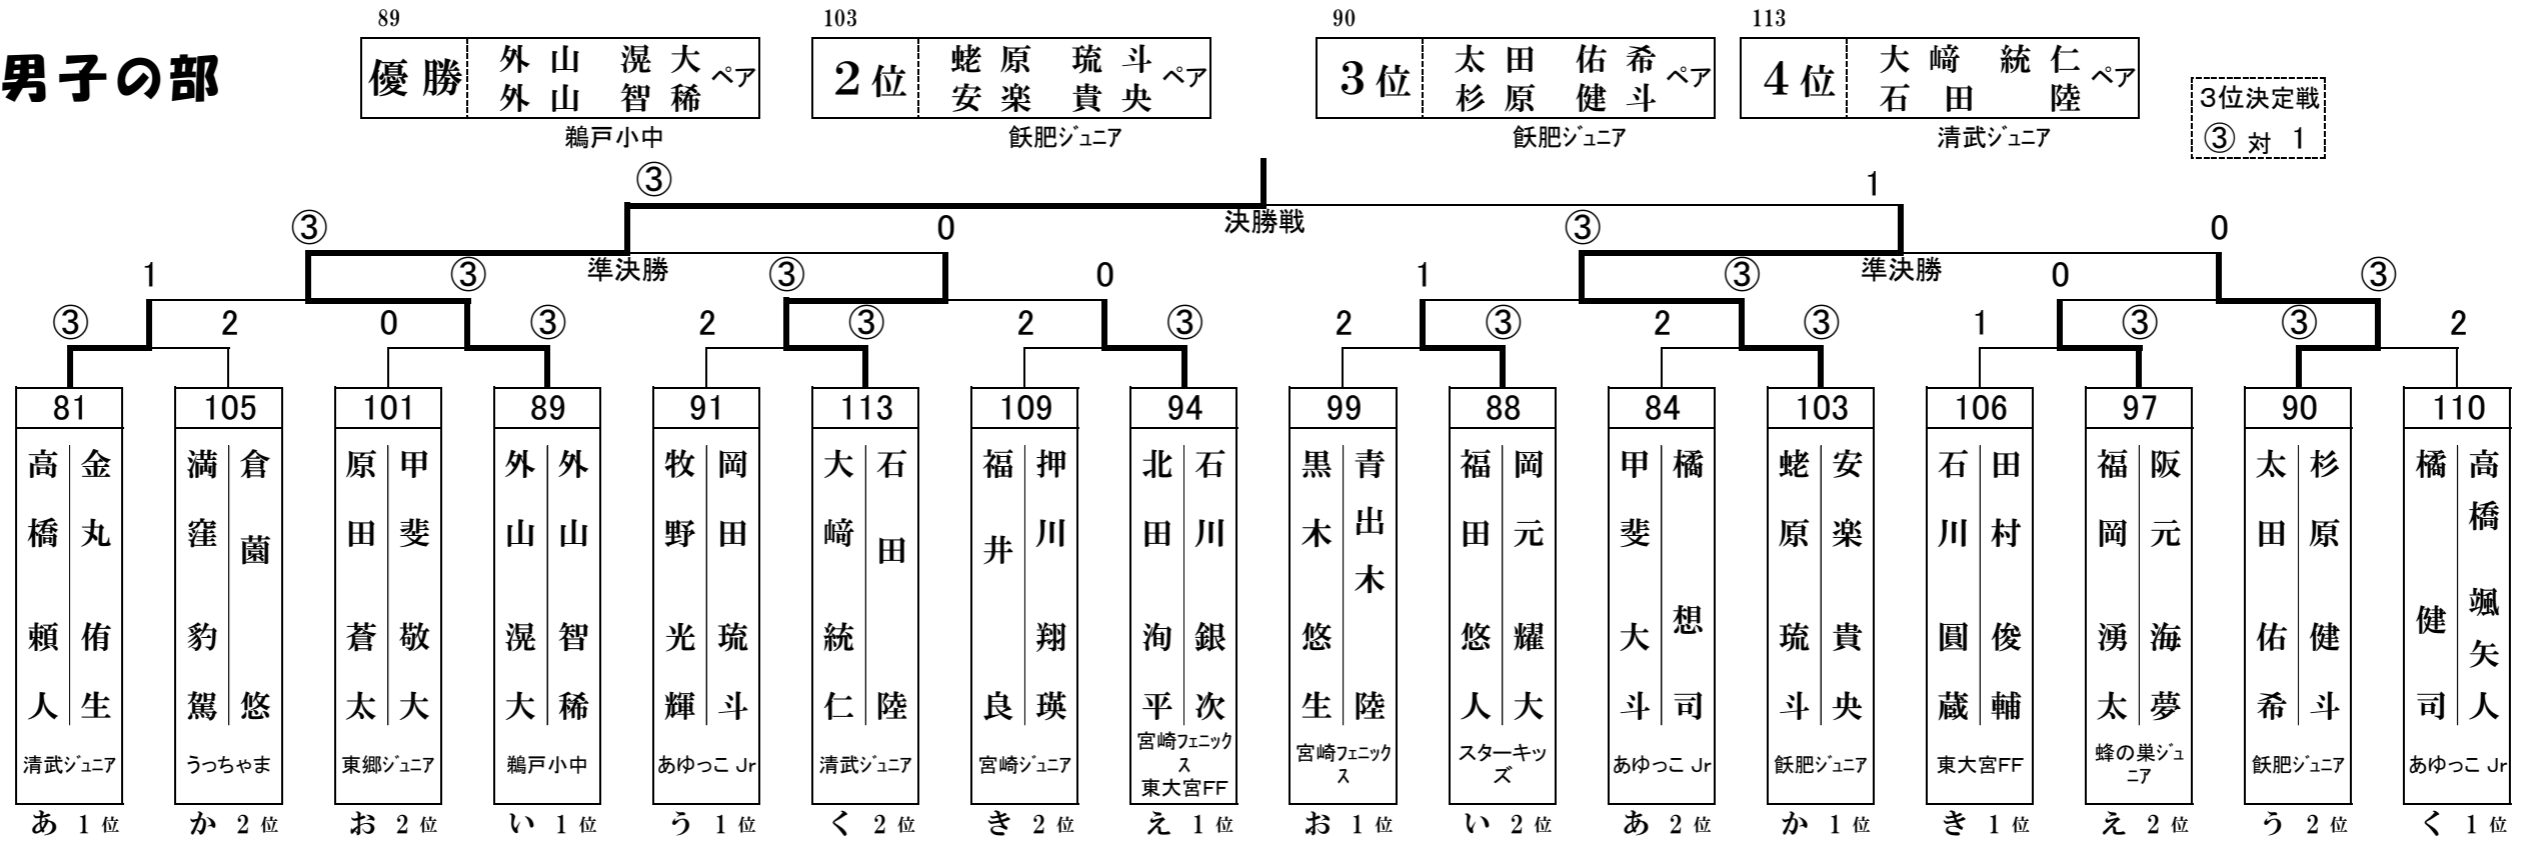 89
103
90
113
男子の部
優勝 外山 滉大 ペア
外山 智稀
2位 蛯原 琉斗 ペア
安楽 貴央
3位 太田 佑希 ペア
杉原 健斗
4位 大﨑 統仁 ペア
石田 陸
3位決定戦
③ 対 1
鵜戸小中
飫肥ジュニア
飫肥ジュニア
清武ジュニア
③ 1
決勝戦
③ 0 ③ 0
準決勝 準決勝
1 ③ ③ 0 1 ③ 0 ③
③ 2 0 ③ 2 ③ 2 ③ 2 ③ 2 ③ 1 ③ ③ 2
81
高橋 頼人
金丸 侑生
清武ジュニア
あ 1 位
105
満窪 豹駕
倉薗 悠
うっちゃま
か 2 位
101
原田 蒼太
甲斐 敬大
東郷ジュニア
お 2 位
89
外山 滉大
外山 智稀
鵜戸小中
い 1 位
91
牧野 光輝
岡田 琉斗
あゆっこ Jr
う 1 位
113
大﨑 統仁
石田 陸
清武ジュニア
く 2 位
109
福井 良
押川 翔瑛
宮崎ジュニア
き 2 位
94
北田 洵平
石川 銀次
宮崎フェニック
ス
東大宮FF
え 1 位
99
黒木 悠生
青出木 陸
宮崎フェニック
ス
お 1 位
88
福田 悠人
岡元 耀大
スターキッ
ズ
い 2 位
84
甲斐 大斗
橘 想司
あゆっこ Jr
あ 2 位
103
蛯原 琉斗
安楽 貴央
飫肥ジュニア
か 1 位
106
石川 圓蔵
田村 俊輔
東大宮FF
き 1 位
97
福岡 湧太
阪元 海夢
蜂の巣ジュ
ニア
え 2 位
90
太田 佑希
杉原 健斗
飫肥ジュニア
う 2 位
110
橘 健司
高橋 颯矢人
あゆっこ Jr
く 1 位